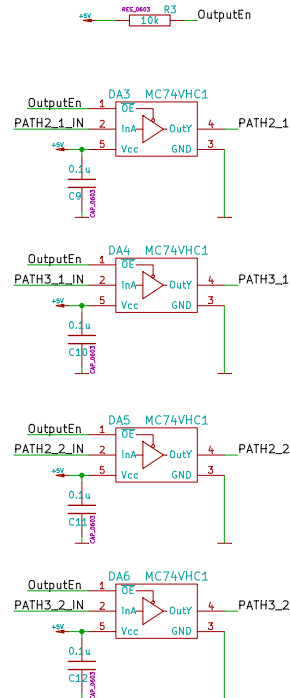 RES_0603 R3
+5V 10k OutputEn
DA3 MC74VHC1
OutputEn 1 OE
PATH2_1_IN 2 InA OutY 4 PATH2_1
+5V 5 Vcc GND 3
0.1u
C9 CAP_0603
DA4 MC74VHC1
OutputEn 1 OE
PATH3_1_IN 2 InA OutY 4 PATH3_1
+5V 5 Vcc GND 3
0.1u
C10 CAP_0603
DA5 MC74VHC1
OutputEn 1 OE
PATH2_2_IN 2 InA OutY 4 PATH2_2
+5V 5 Vcc GND 3
0.1u
C11 CAP_0603
DA6 MC74VHC1
OutputEn 1 OE
PATH3_2_IN 2 InA OutY 4 PATH3_2
+5V 5 Vcc GND 3
0.1u
C12 CAP_0603